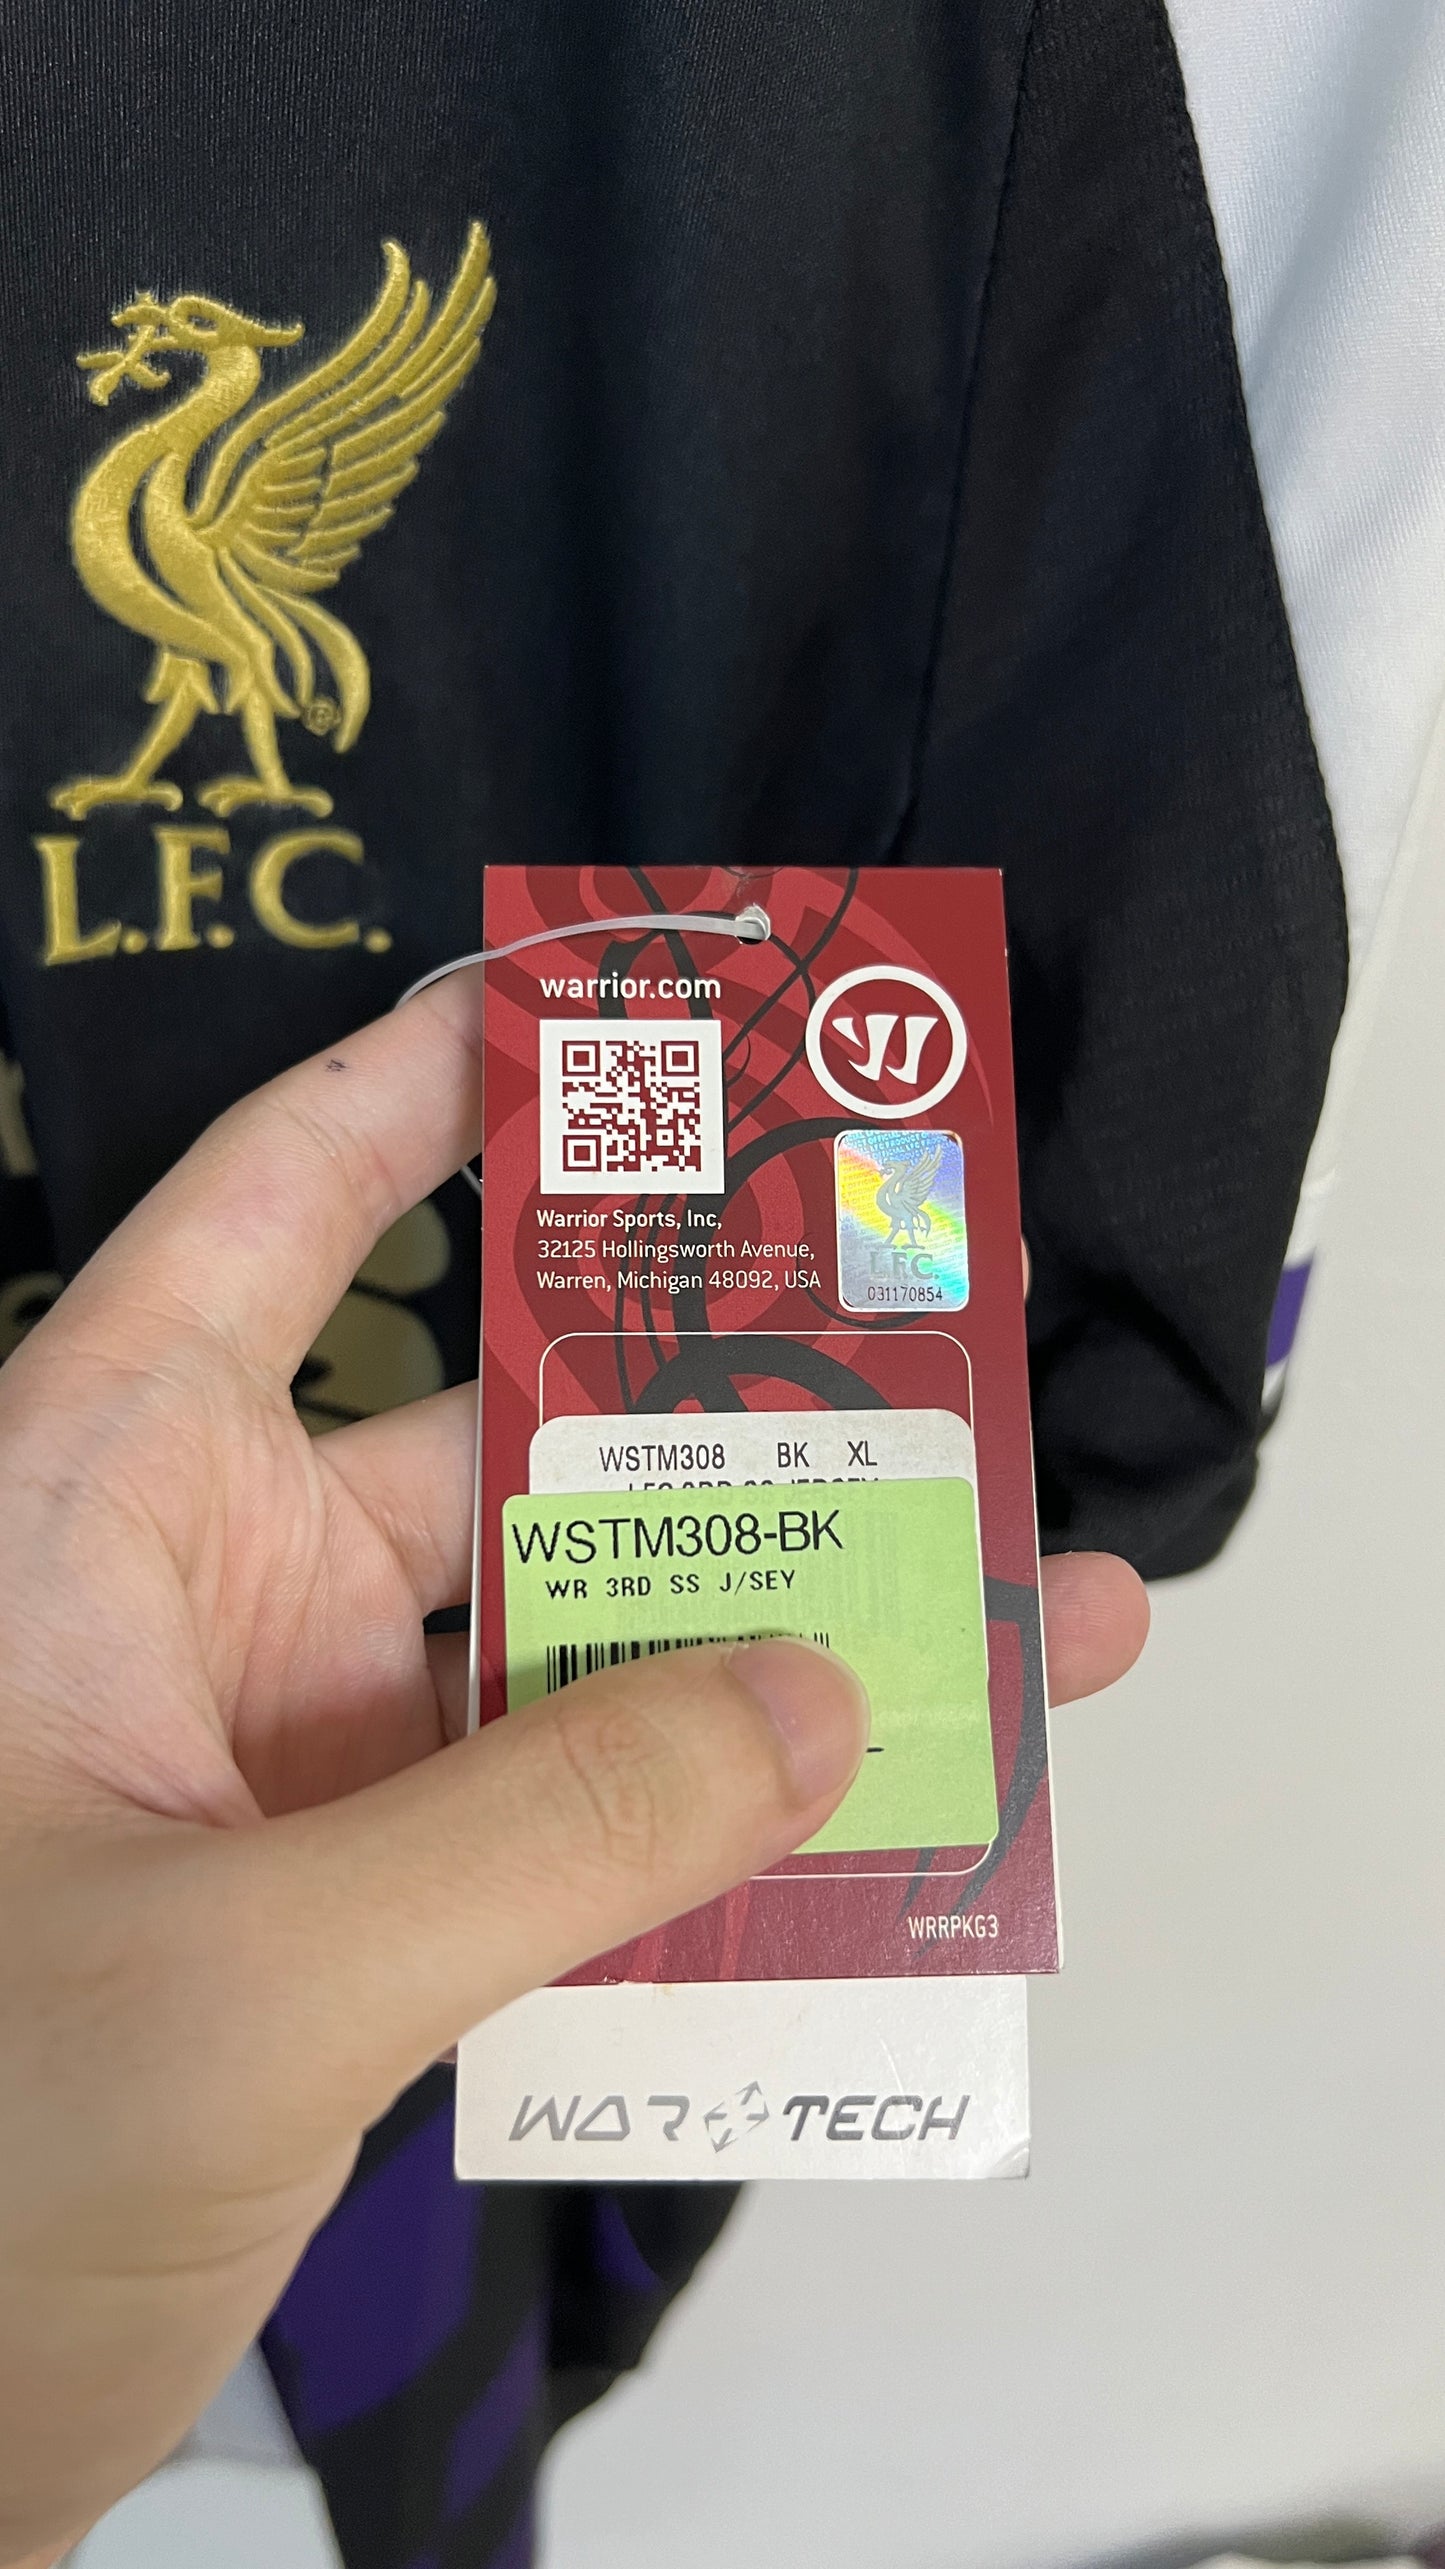 L.F.C.
warrior.com
Warrior Sports, Inc,
32125 Hollingsworth Avenue,
Warren, Michigan 48092, USA
L.F.C.
031170854
WSTM308 BK XL
WSTM308-BK
WR 3RD SS J/SEY
WRRPKG3
WAR TECH